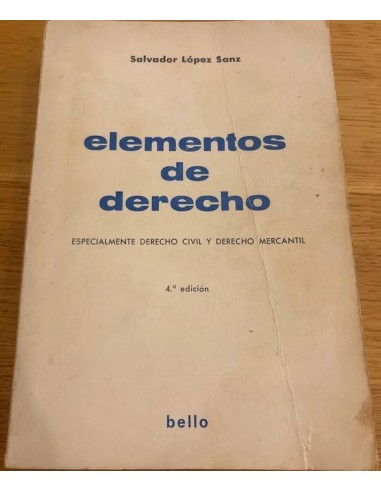 Salvador López Sanz
elementos
de
derecho
ESPECIALMENTE DERECHO CIVIL Y DERECHO MERCANTIL
4.ª edición
bello